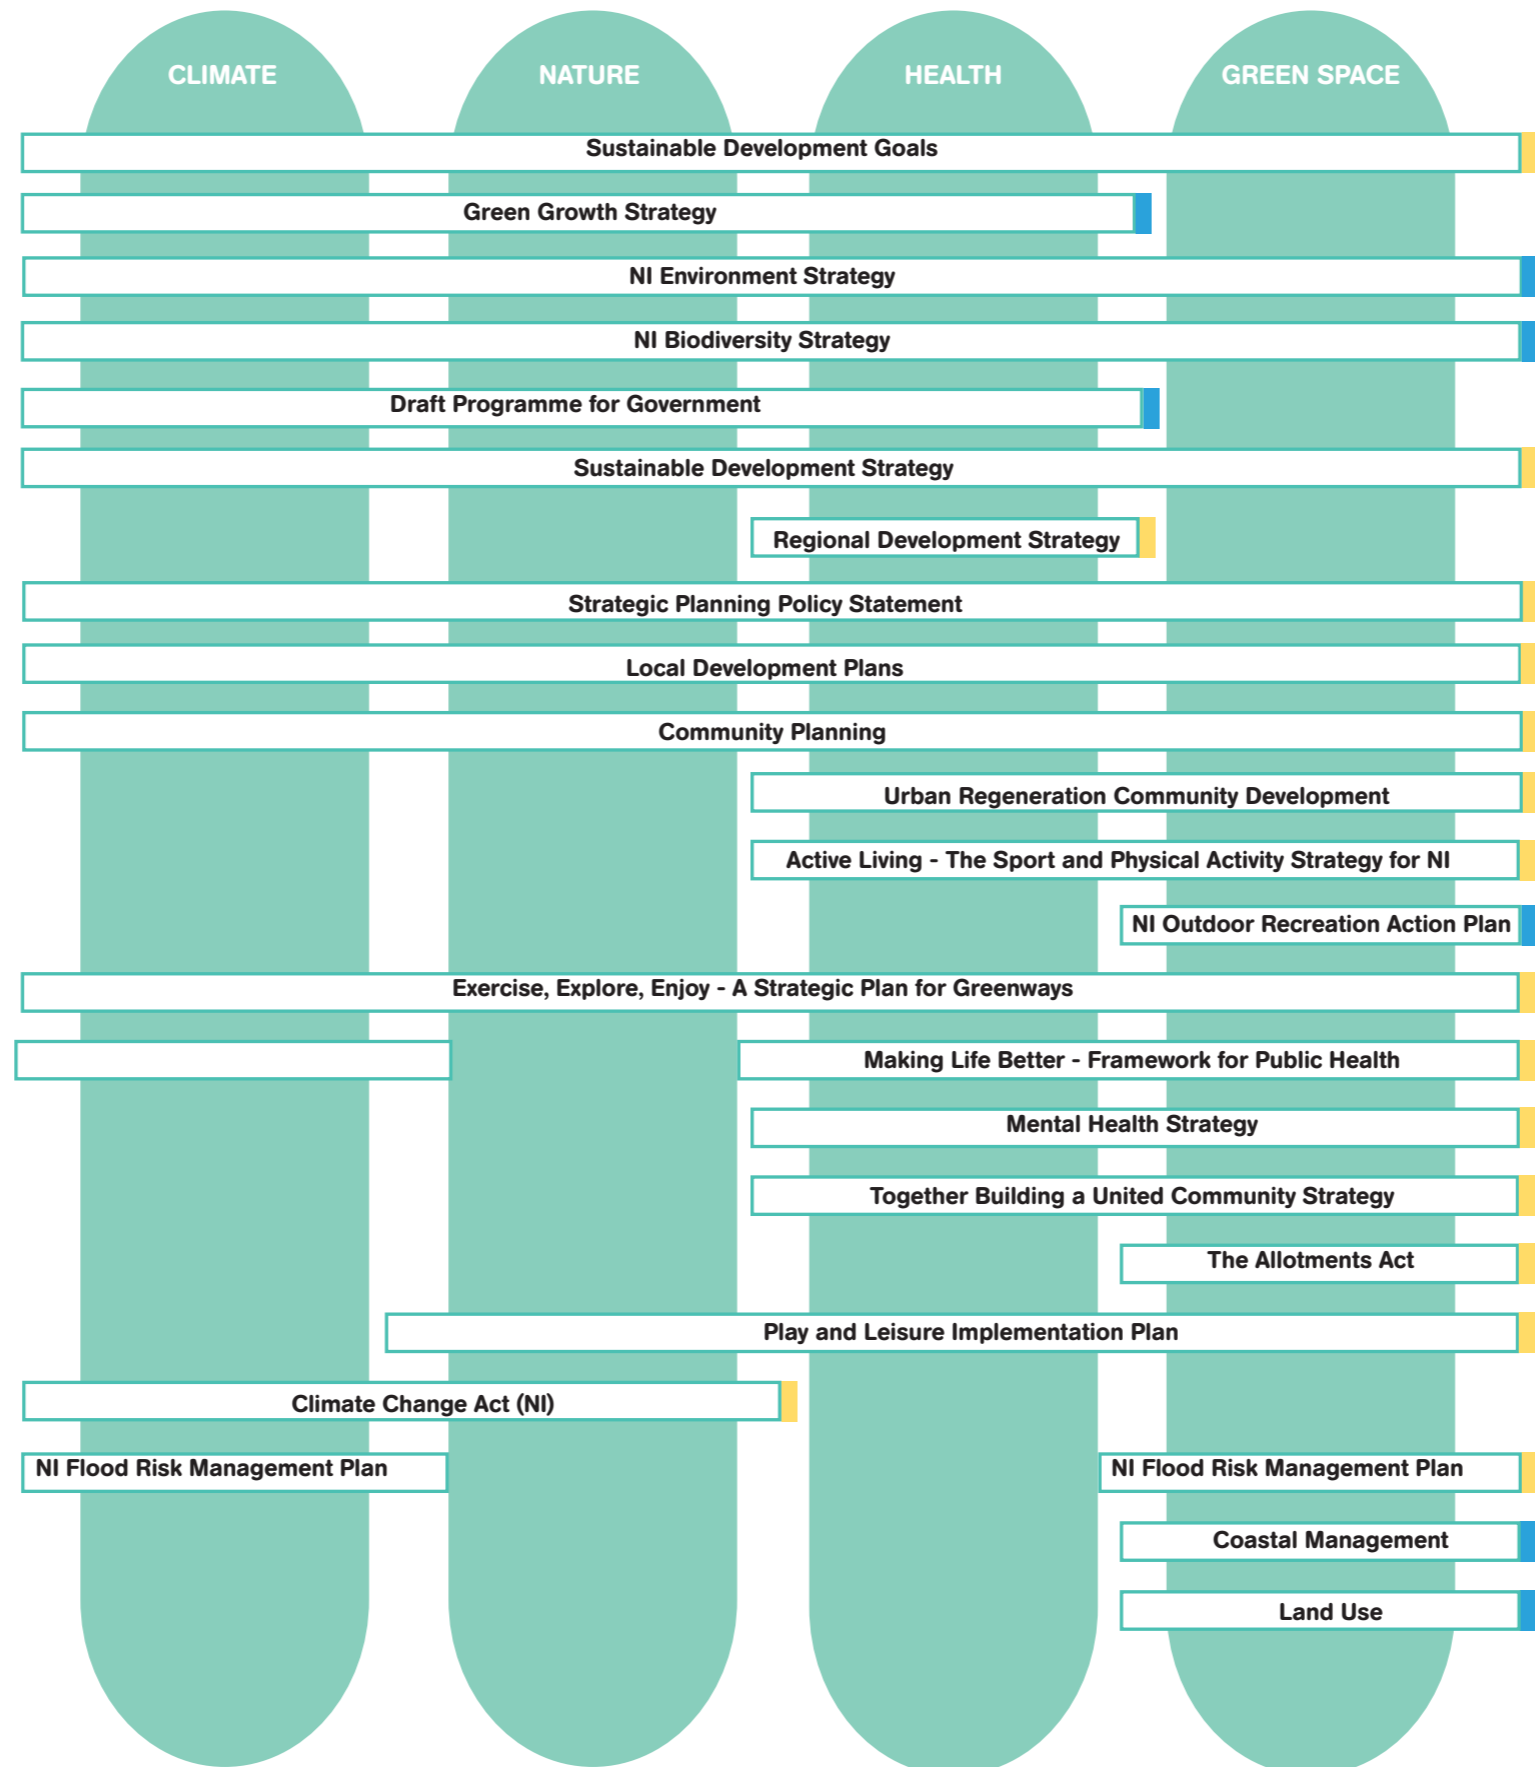 CLIMATE
NATURE
HEALTH
GREEN SPACE
Sustainable Development Goals
Green Growth Strategy
NI Environment Strategy
NI Biodiversity Strategy
Draft Programme for Government
Sustainable Development Strategy
Regional Development Strategy
Strategic Planning Policy Statement
Local Development Plans
Community Planning
Urban Regeneration Community Development
Active Living - The Sport and Physical Activity Strategy for NI
NI Outdoor Recreation Action Plan
Exercise, Explore, Enjoy - A Strategic Plan for Greenways
Making Life Better - Framework for Public Health
Mental Health Strategy
Together Building a United Community Strategy
The Allotments Act
Play and Leisure Implementation Plan
Climate Change Act (NI)
NI Flood Risk Management Plan
NI Flood Risk Management Plan
Coastal Management
Land Use